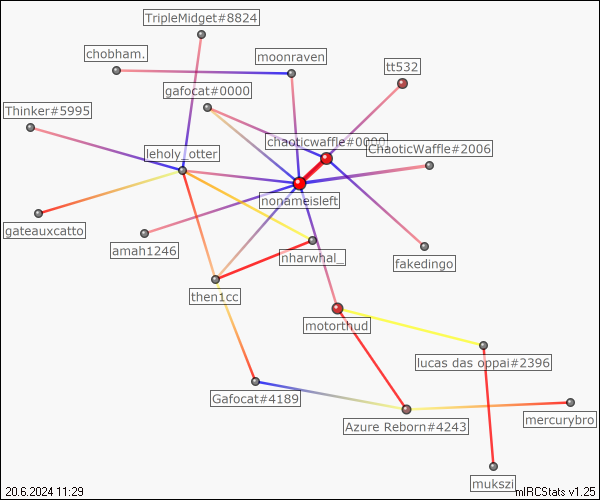 TripleMidget#8824
chobham.
moonraven
tt532
gafocat#0000
Thinker#5995
chaoticwaffle#0000
ChaoticWaffle#2006
leholy_otter
nonameisleft
gateauxcatto
amah1246
nharwhal_
fakedingo
then1cc
motorthud
lucas das oppai#2396
Gafocat#4189
Azure Reborn#4243
mercurybro
mukszi
20.6.2024 11:29
mIRCStats v1.25